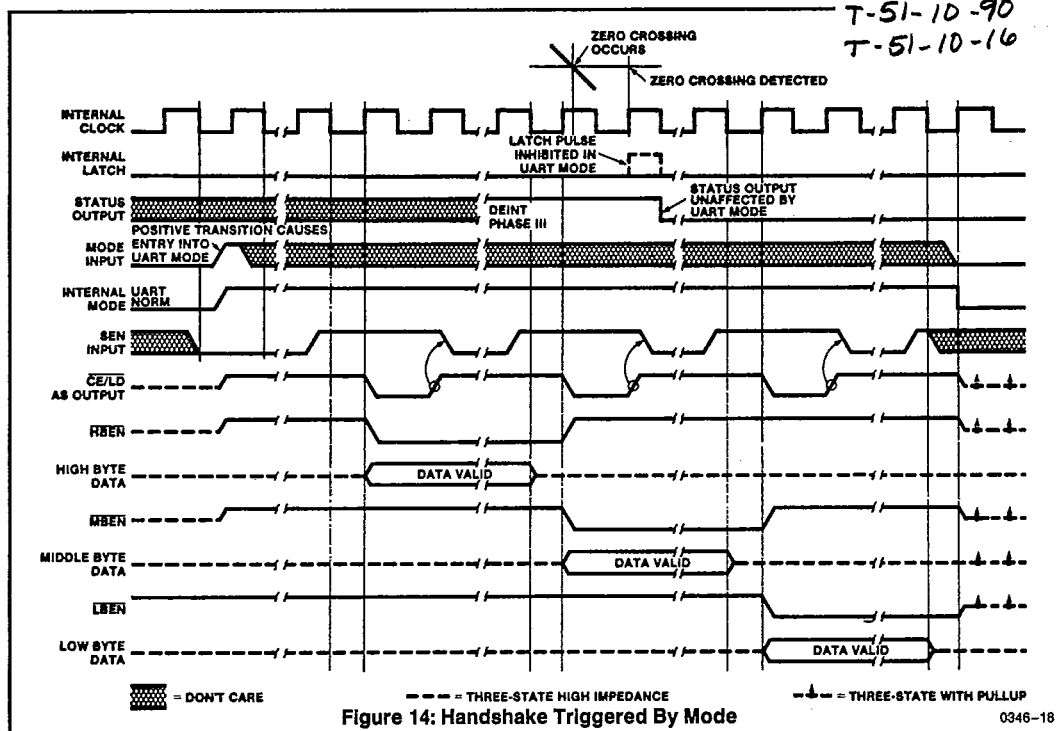 T-51-10-90
T-51-10-16
ZERO CROSSING
OCCURS
ZERO CROSSING DETECTED
INTERNAL
CLOCK
LATCH PULSE
INHIBITED IN
UART MODE
INTERNAL
LATCH
STATUS
OUTPUT
DEINT
PHASE III
STATUS OUTPUT
UNAFFECTED BY
UART MODE
POSITIVE TRANSITION CAUSES
ENTRY INTO
UART MODE
MODE
INPUT
INTERNAL
MODE
UART
NORM
SEN
INPUT
CE/LD
AS OUTPUT
HBEN
HIGH BYTE
DATA
DATA VALID
MBEN
MIDDLE BYTE
DATA
DATA VALID
LBEN
LOW BYTE
DATA
DATA VALID
= DON'T CARE
= THREE-STATE HIGH IMPEDANCE
= THREE-STATE WITH PULLUP
Figure 14: Handshake Triggered By Mode
0346-18